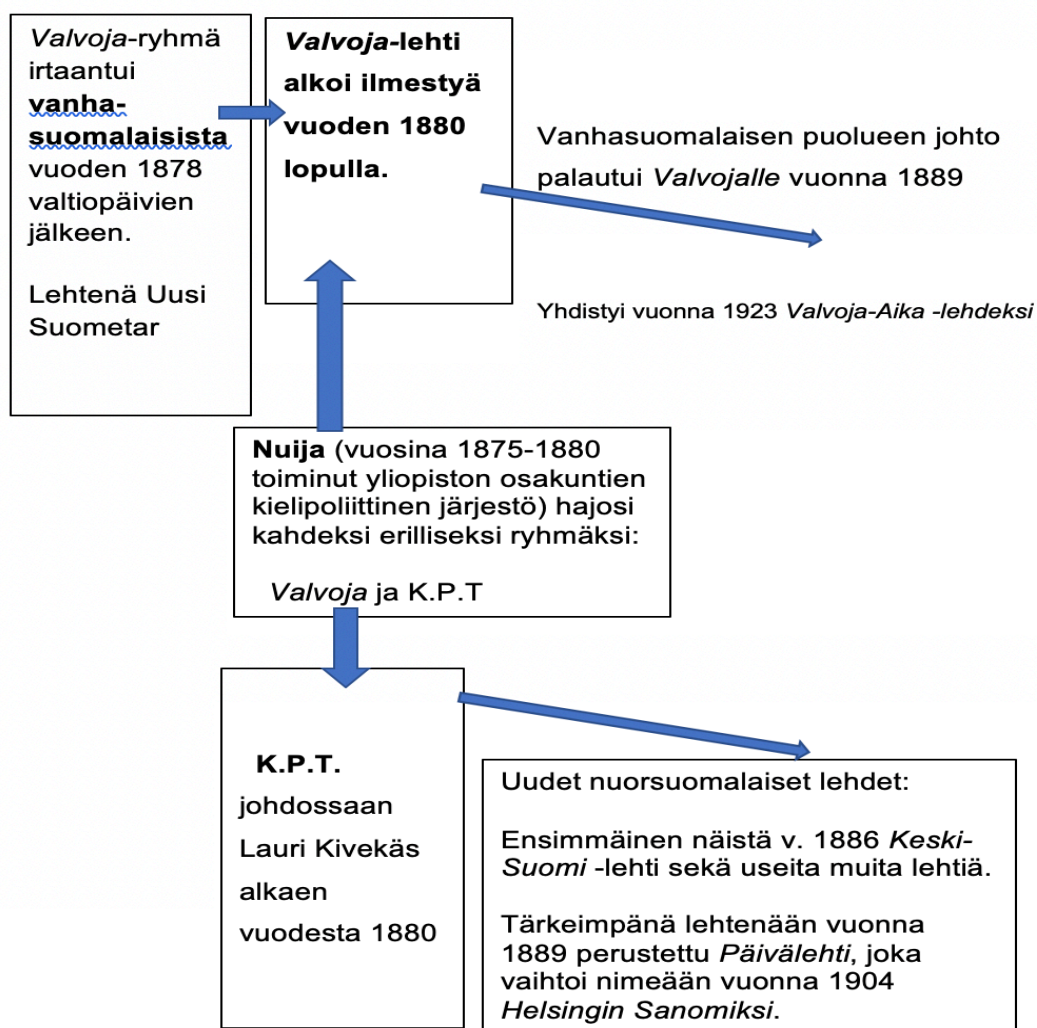 Valvoja-ryhmä
irtaantui
vanha-
suomalaisista
vuoden 1878
valtiopäivien
jälkeen.
Lehtenä Uusi
Suometar
Valvoja-lehti
alkoi ilmestyä
vuoden 1880
lopulla.
Vanhasuomalaisen puolueen johto
palautui Valvojalle vuonna 1889
Yhdistyi vuonna 1923 Valvoja-Aika -lehdeksi
Nuija (vuosina 1875-1880
toiminut yliopiston osakuntien
kielipoliittinen järjestö) hajosi
kahdeksi erilliseksi ryhmäksi:
Valvoja ja K.P.T
K.P.T.
johdossaan
Lauri Kivekäs
alkaen
vuodesta 1880
Uudet nuorsuomalaiset lehdet:
Ensimmäinen näistä v. 1886 Keski-
Suomi -lehti sekä useita muita lehtiä.
Tärkeimpänä lehtenään vuonna
1889 perustettu Päivälehti, joka
vaihtoi nimeään vuonna 1904
Helsingin Sanomiksi.